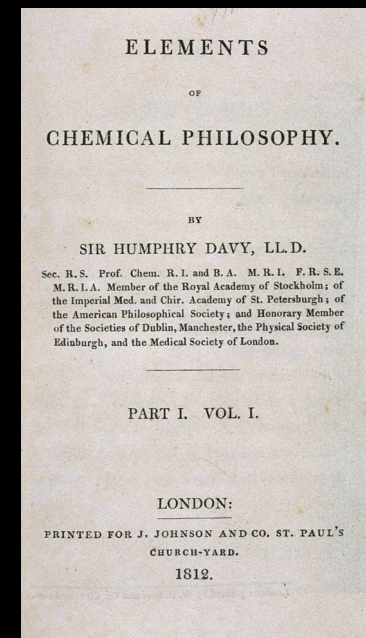 ELEMENTS
OF
CHEMICAL PHILOSOPHY.
BY
SIR HUMPHRY DAVY, LL.D.
Sec. R. S. Prof. Chem. R. I. and B. A. M. R. I. F. R. S. E.
M. R. I. A. Member of the Royal Academy of Stockholm; of
the Imperial Med. and Chir. Academy of St. Petersburgh; of
the American Philosophical Society; and Honorary Member
of the Societies of Dublin, Manchester, the Physical Society of
Edinburgh, and the Medical Society of London.
PART I. VOL. I.
LONDON:
PRINTED FOR J. JOHNSON AND CO. ST. PAUL'S
CHURCH-YARD.
1812.